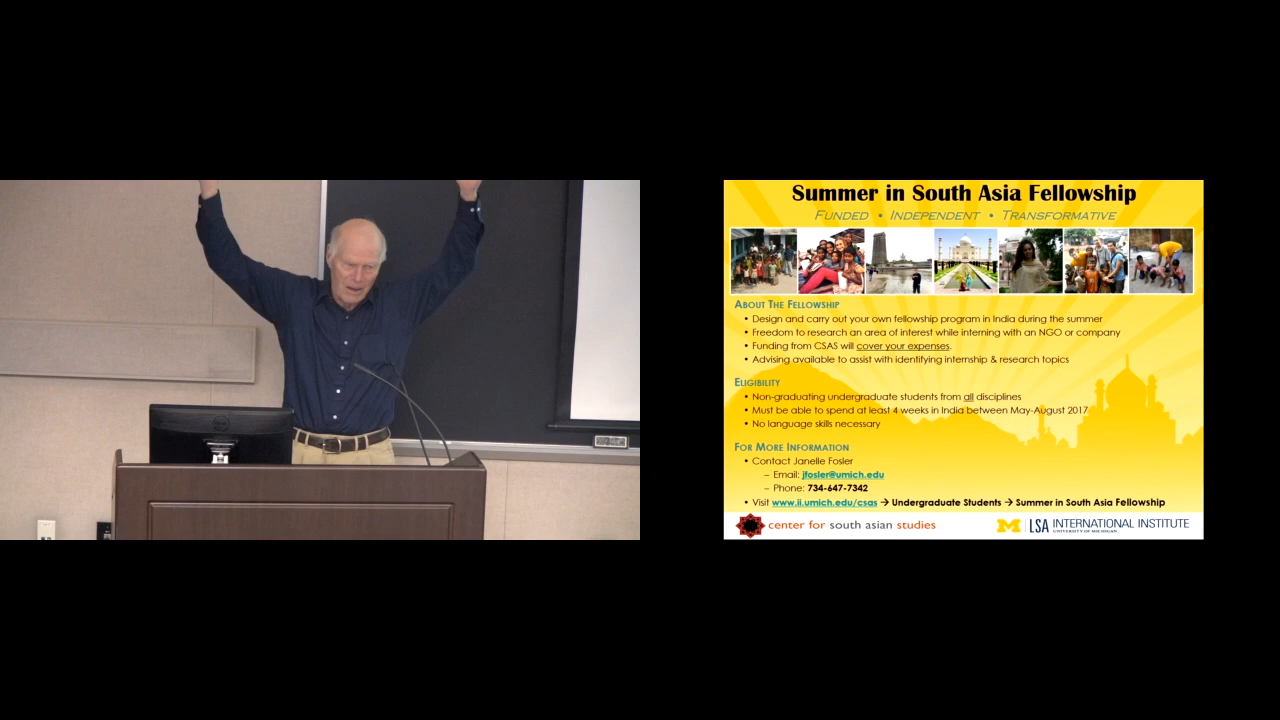 Summer in South Asia Fellowship
Funded • Independent • Transformative
About The Fellowship
• Design and carry out your own fellowship program in India during the summer
• Freedom to research an area of interest while interning with an NGO or company
• Funding from CSAS will cover your expenses.
• Advising available to assist with identifying internship & research topics
Eligibility
• Non-graduating undergraduate students from all disciplines
• Must be able to spend at least 4 weeks in India between May-August 2017
• No language skills necessary
For More Information
• Contact Janelle Fosler
– Email: jfosler@umich.edu
– Phone: 734-647-7342
• Visit www.ii.umich.edu/csas → Undergraduate Students → Summer in South Asia Fellowship
center for south asian studies
M LSA INTERNATIONAL INSTITUTE
UNIVERSITY OF MICHIGAN